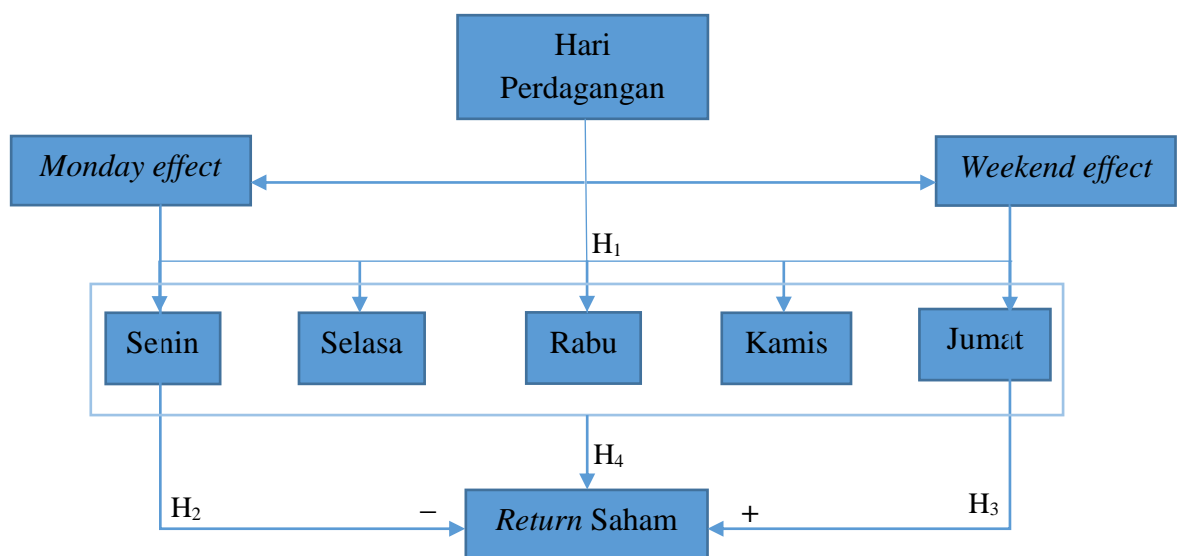 Hari
Perdagangan
Monday effect
Weekend effect
H₁
Senin
Selasa
Rabu
Kamis
Jumat
H₄
H₂
–
Return Saham
+
H₃